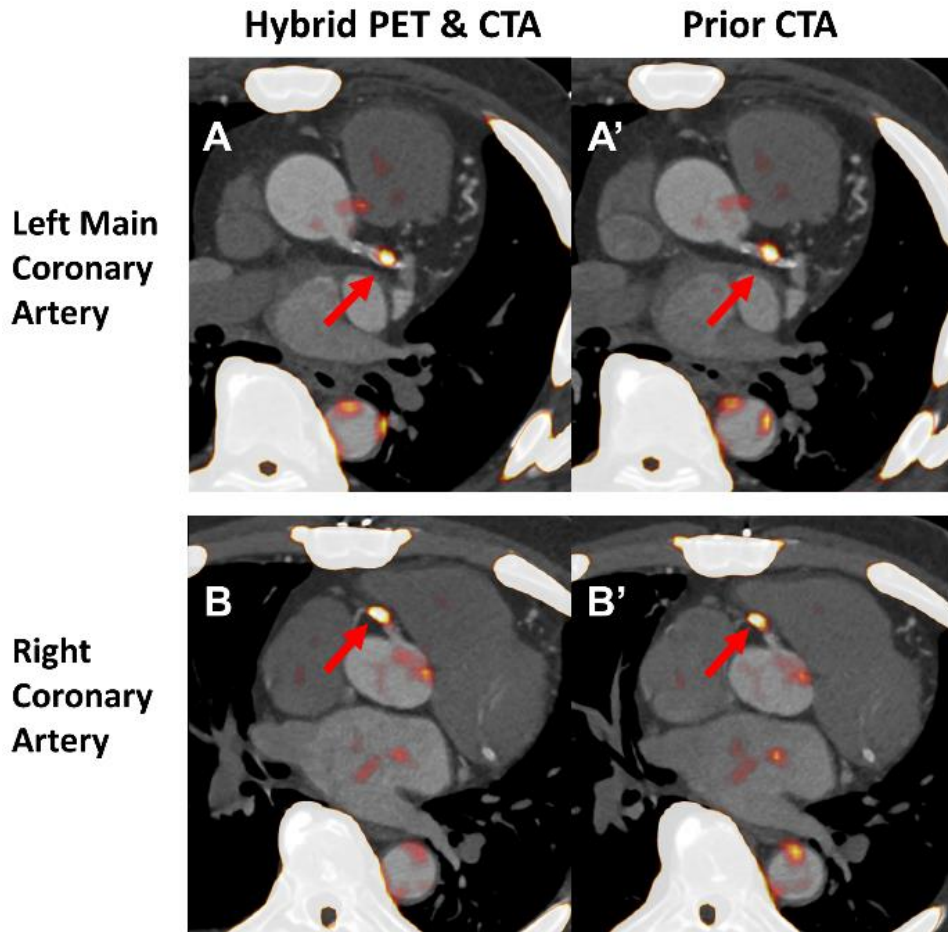 Hybrid PET & CTA
Prior CTA
A
A’
Left Main
Coronary
Artery
B
B’
Right
Coronary
Artery